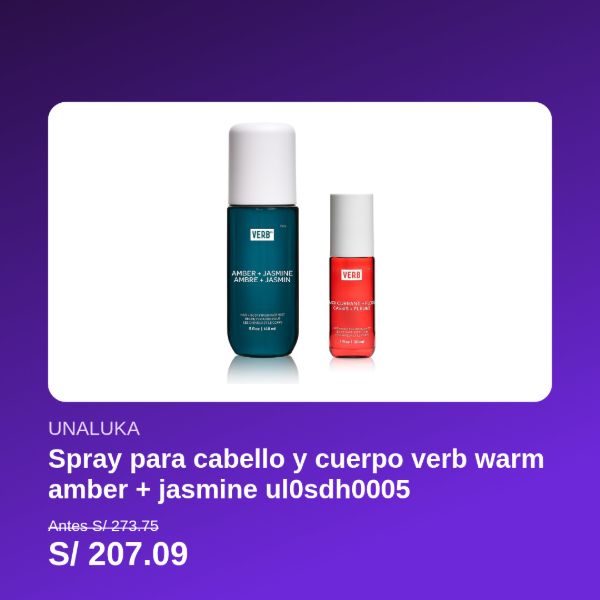 VERB
AMBER + JASMINE
AMBRE + JASMIN
VERB
UNALUKA
Spray para cabello y cuerpo verb warm
amber + jasmine ul0sdh0005
Antes S/ 273.75
S/ 207.09